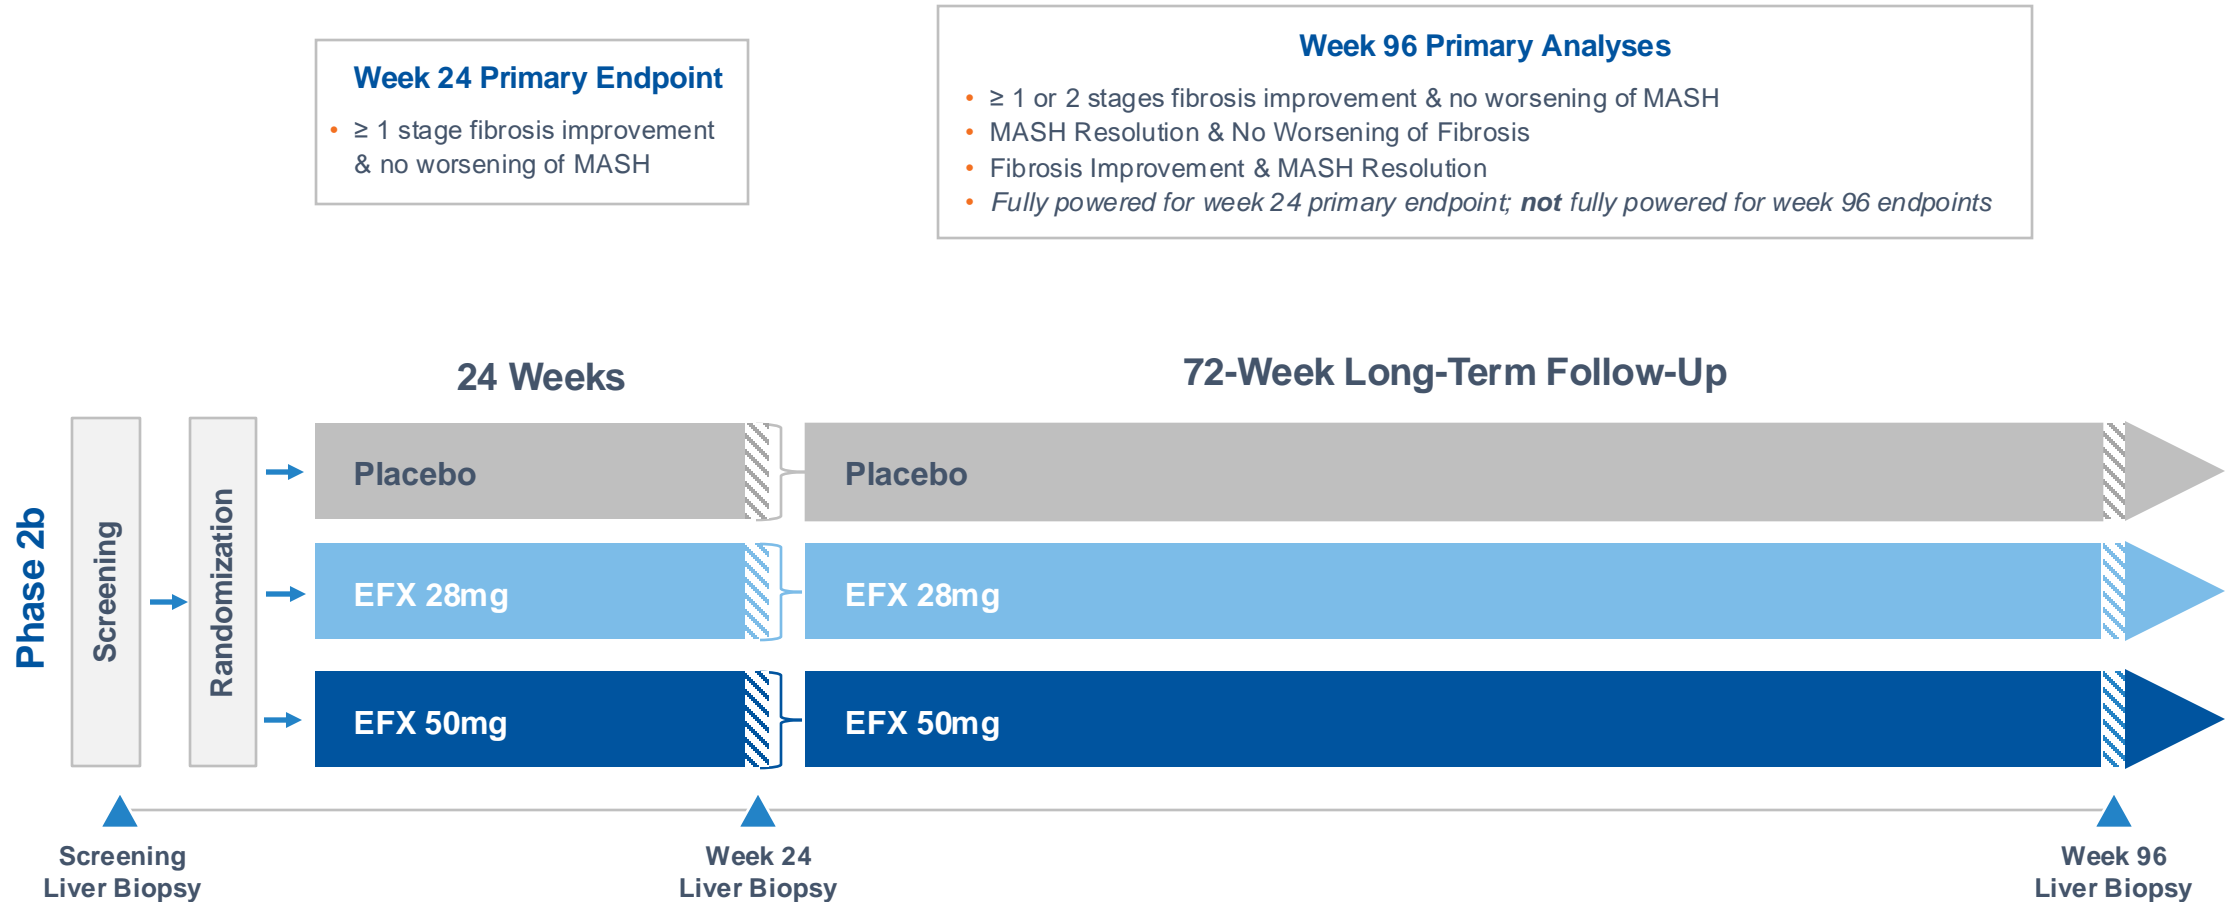 Week 24 Primary Endpoint
• ≥ 1 stage fibrosis improvement
& no worsening of MASH
Week 96 Primary Analyses
• ≥ 1 or 2 stages fibrosis improvement & no worsening of MASH
• MASH Resolution & No Worsening of Fibrosis
• Fibrosis Improvement & MASH Resolution
• Fully powered for week 24 primary endpoint; not fully powered for week 96 endpoints
24 Weeks
72-Week Long-Term Follow-Up
Phase 2b
Screening
Randomization
Placebo
Placebo
EFX 28mg
EFX 28mg
EFX 50mg
EFX 50mg
Screening
Liver Biopsy
Week 24
Liver Biopsy
Week 96
Liver Biopsy